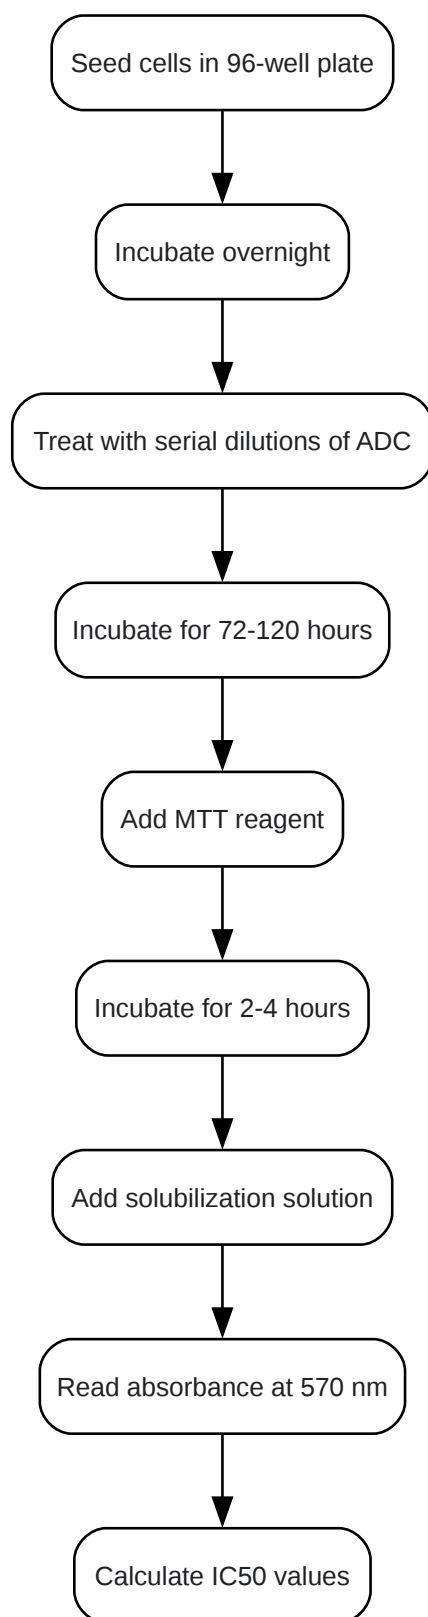 Seed cells in 96-well plate
Incubate overnight
Treat with serial dilutions of ADC
Incubate for 72-120 hours
Add MTT reagent
Incubate for 2-4 hours
Add solubilization solution
Read absorbance at 570 nm
Calculate IC50 values